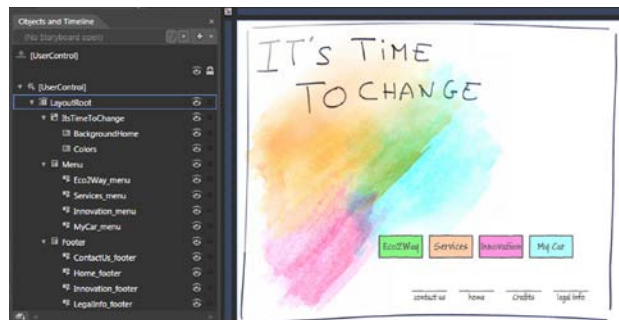 Objects and Timeline
(No Storyboard open)
[UserControl]
[UserControl]
LayoutRoot
ItsTimeToChange
BackgroundHome
Colors
Menu
Eco2Way_menu
Services_menu
Innovation_menu
MyCar_menu
Footer
ContactUs_footer
Home_footer
Innovation_footer
LegalInfo_footer
IT'S TIME
TO CHANGE
Eco2Way Services Innovation My Car
contact us home Credits legal info